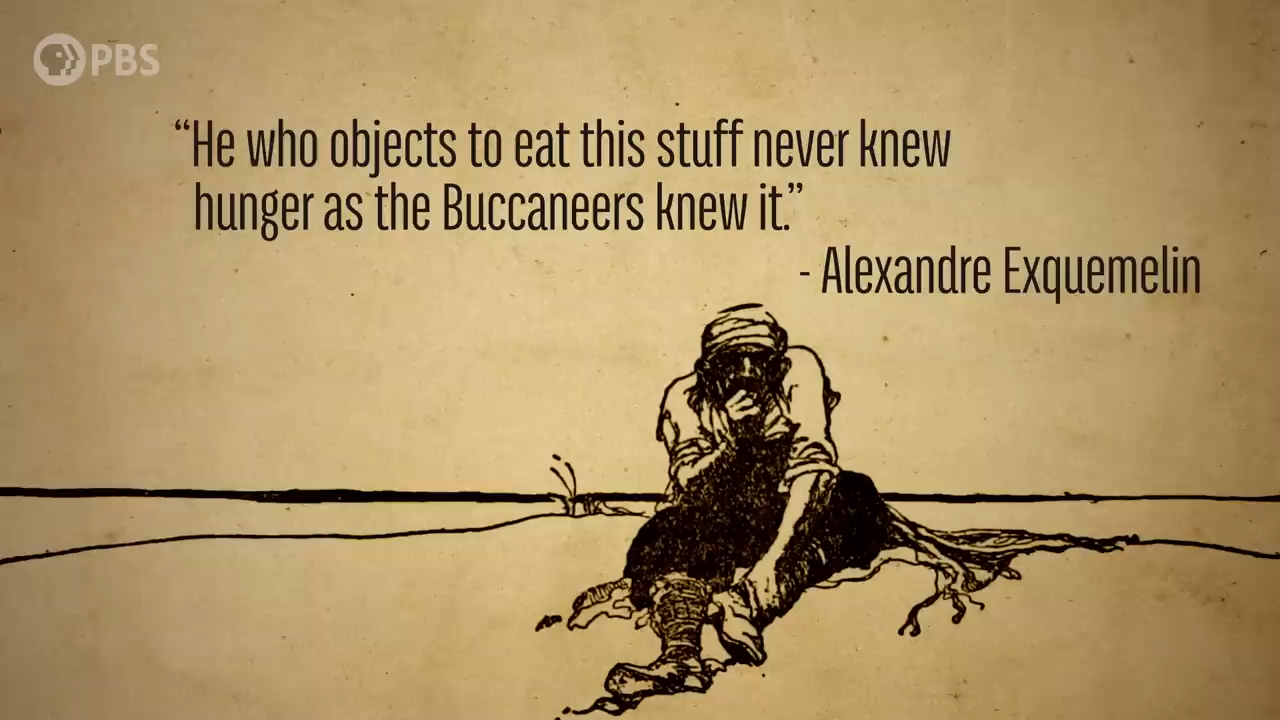 PBS
“He who objects to eat this stuff never knew
hunger as the Buccaneers knew it.”
- Alexandre Exquemelin